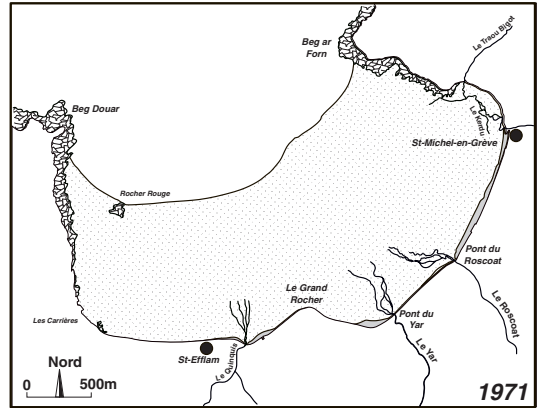 Beg ar
Forn
Le Traou Bigot
Beg Douar
Le Kerdu
St-Michel-en-Grève
Rocher Rouge
Pont du
Roscoat
Le Grand
Rocher
Le Roscoat
Les Carrières
Pont du
Yar
St-Efflam
Le Quinquis
Le Yar
Nord
0 500m
1971